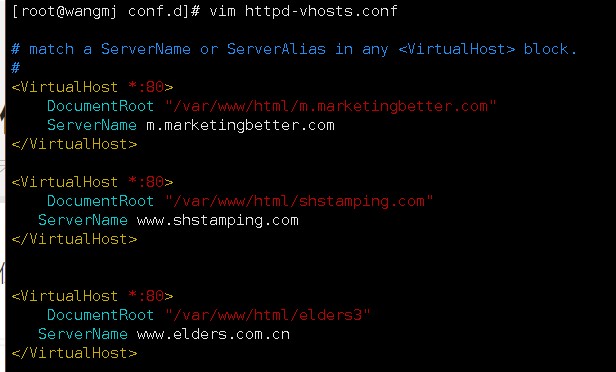 [root@wangmj conf.d]# vim httpd-vhosts.conf
# match a ServerName or ServerAlias in any <VirtualHost> block.
#
<VirtualHost *:80>
    DocumentRoot "/var/www/html/m.marketingbetter.com"
    ServerName m.marketingbetter.com
</VirtualHost>
<VirtualHost *:80>
    DocumentRoot "/var/www/html/shstamping.com"
   ServerName www.shstamping.com
</VirtualHost>
<VirtualHost *:80>
    DocumentRoot "/var/www/html/elders3"
   ServerName www.elders.com.cn
</VirtualHost>